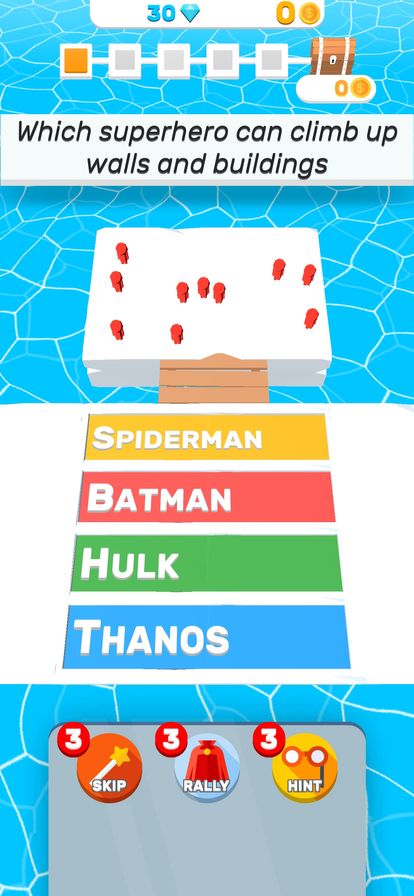 30
0
0
Which superhero can climb up
walls and buildings
SPIDERMAN
BATMAN
HULK
THANOS
3 3 3
SKIP RALLY HINT